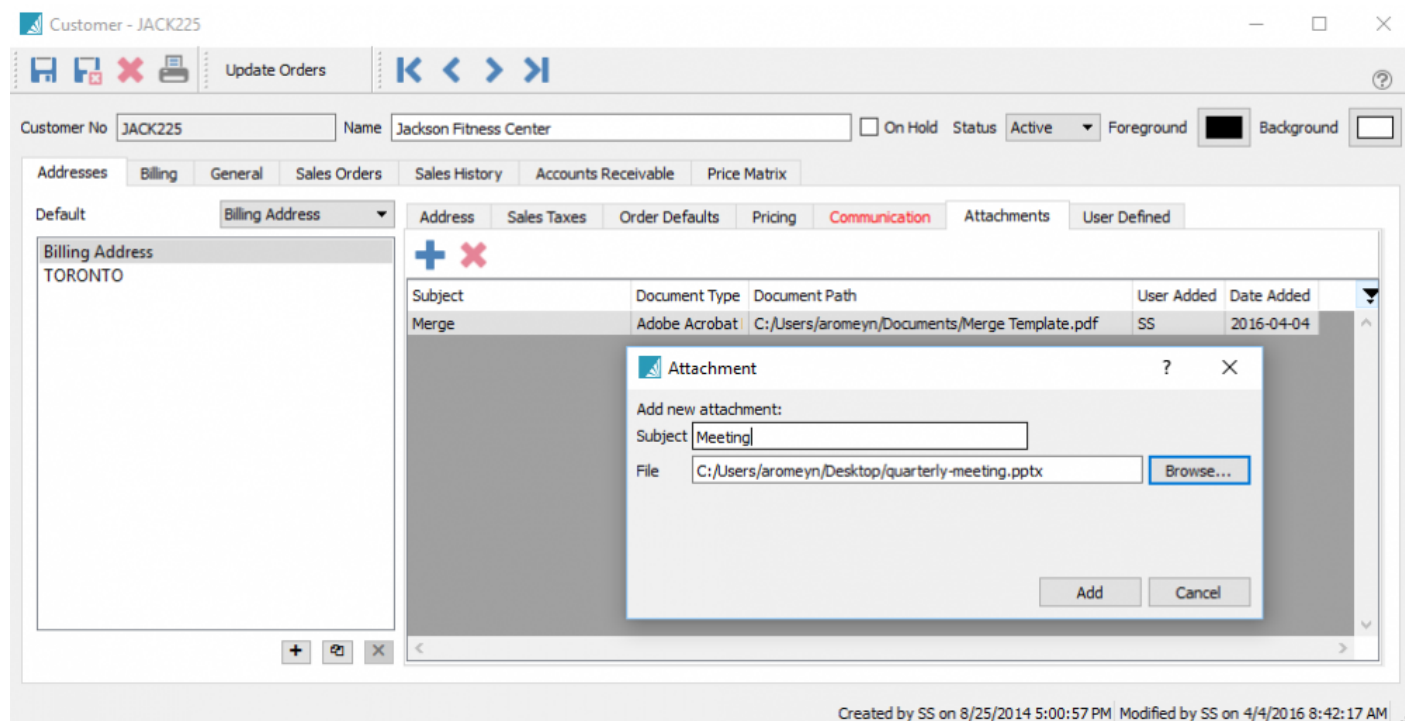 Customer - JACK225
Update Orders
Customer No JACK225 Name Jackson Fitness Center On Hold Status Active Foreground Background
Addresses Billing General Sales Orders Sales History Accounts Receivable Price Matrix
Default Billing Address
Address Sales Taxes Order Defaults Pricing Communication Attachments User Defined
Billing Address
TORONTO
Subject Document Type Document Path User Added Date Added
Merge Adobe Acrobat C:/Users/aromeyn/Documents/Merge Template.pdf SS 2016-04-04
Attachment ?
Add new attachment:
Subject Meeting
File C:/Users/aromeyn/Desktop/quarterly-meeting.pptx Browse...
Add Cancel
Created by SS on 8/25/2014 5:00:57 PM Modified by SS on 4/4/2016 8:42:17 AM